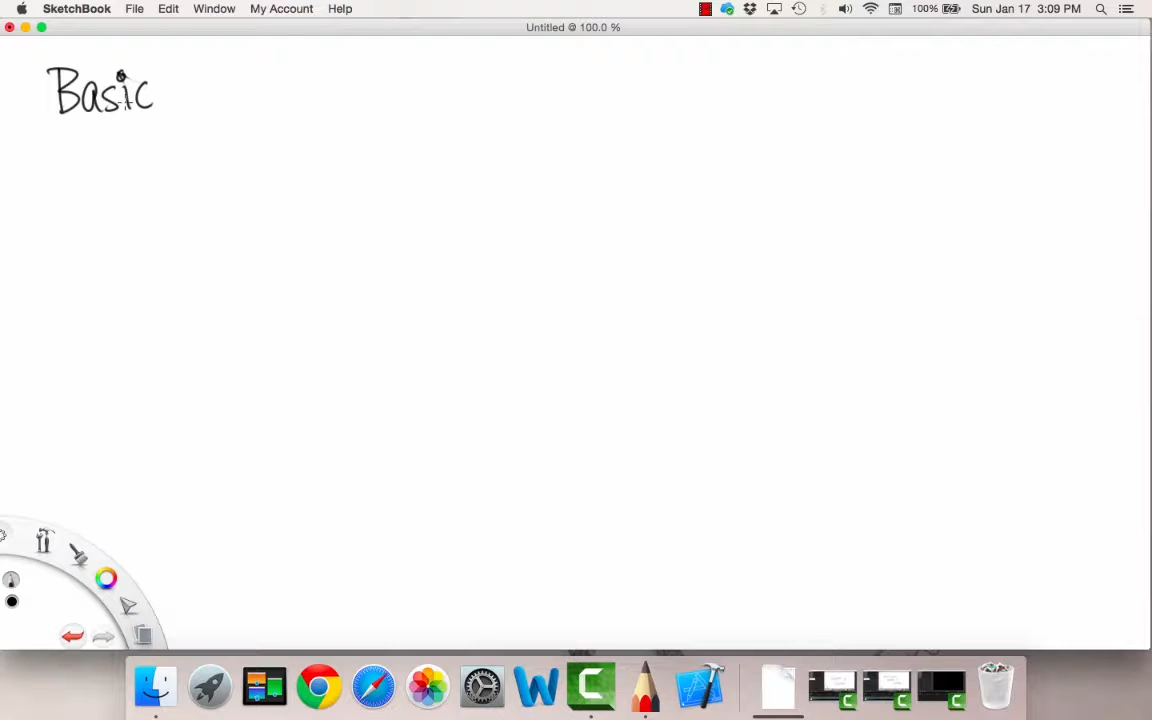 SketchBook File Edit Window My Account Help 100% Sun Jan 17 3:09 PM
Untitled @ 100.0 %
Basic